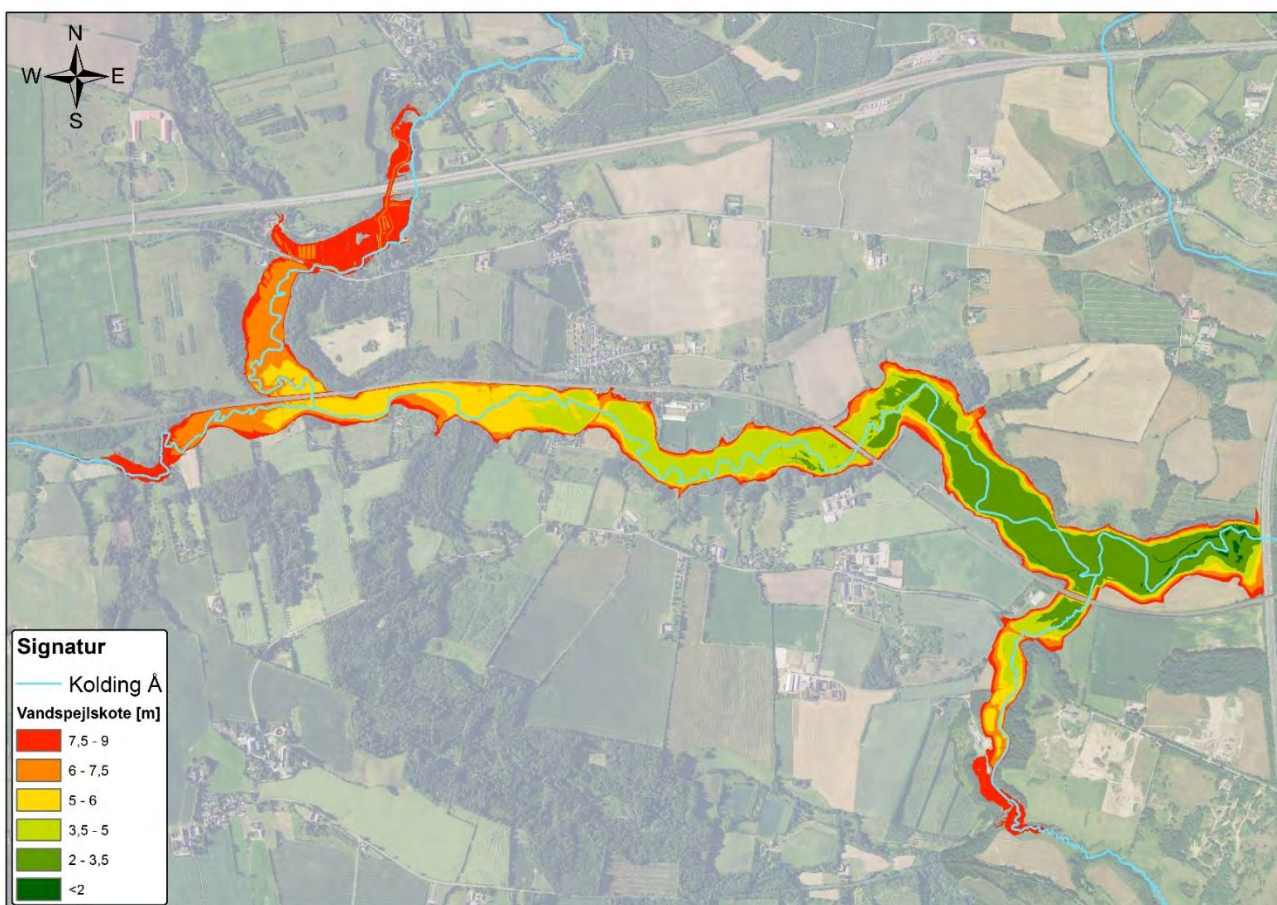 N
W E
S
Signatur
Kolding Å
Vandspejlskote [m]
7,5 - 9
6 - 7,5
5 - 6
3,5 - 5
2 - 3,5
<2